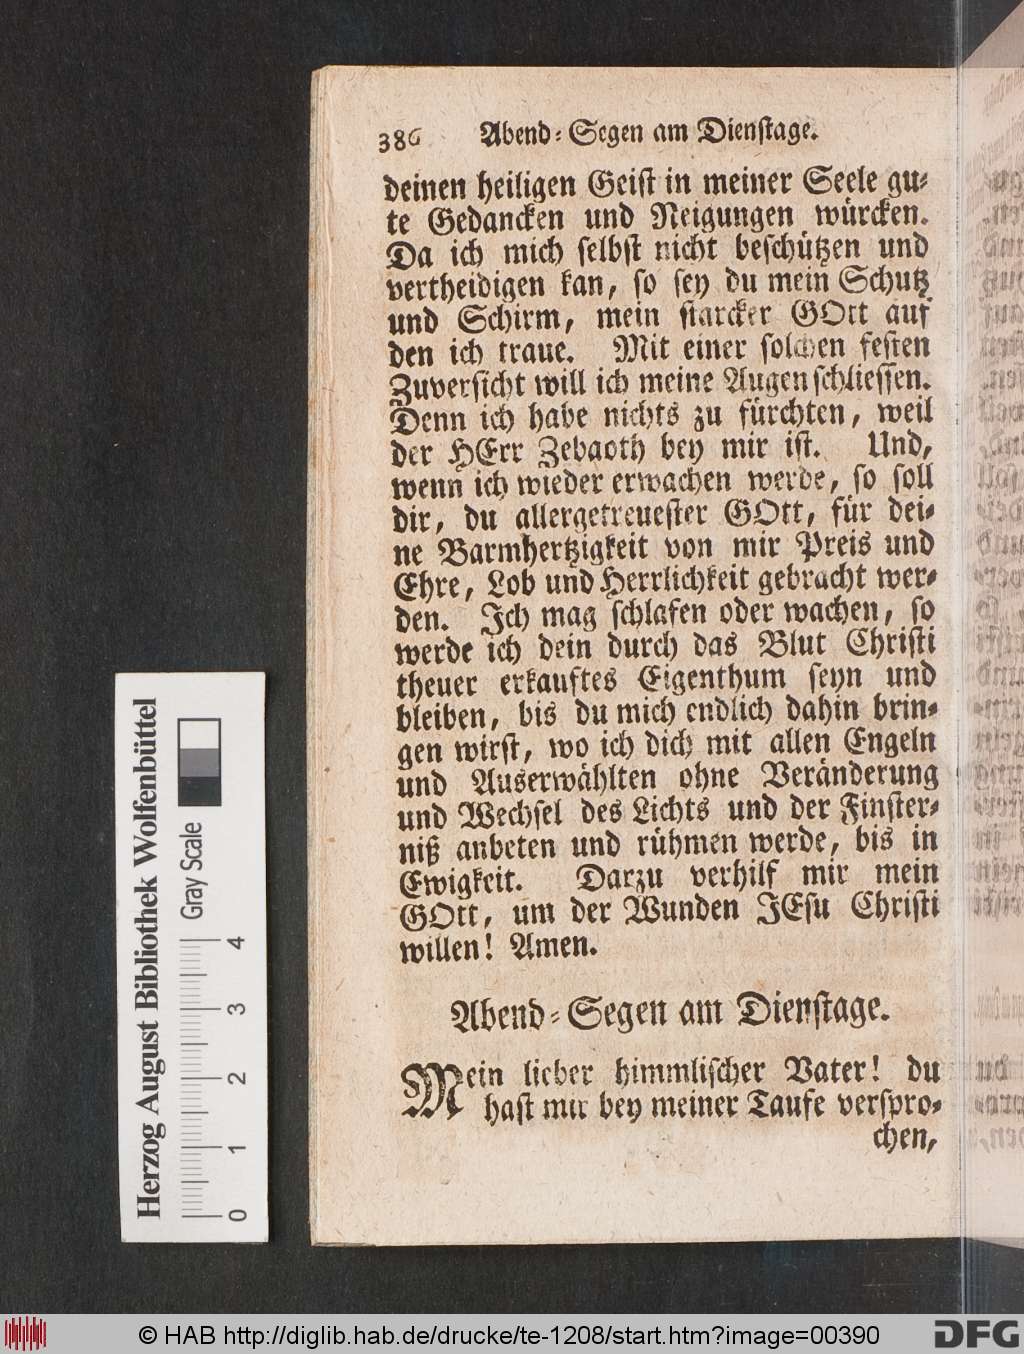 386 Abend-Segen am Dienstage.
deinen heiligen Geist in meiner Seele gu-
te Gedancken und Neigungen würcken.
Da ich mich selbst nicht beschützen und
vertheidigen kan, so sey du mein Schutz
und Schirm, mein starcker GOtt auf
den ich traue. Mit einer solchen festen
Zuversicht will ich meine Augen schliessen.
Denn ich habe nichts zu fürchten, weil
der HErr Zebaoth bey mir ist. Und,
wenn ich wieder erwachen werde, so soll
dir, du allergetreuester GOtt, für dei-
ne Barmhertzigkeit von mir Preis und
Ehre, Lob und Herrlichkeit gebracht wer-
den. Ich mag schlafen oder wachen, so
werde ich dein durch das Blut Christi
theuer erkauftes Eigenthum seyn und
bleiben, bis du mich endlich dahin brin-
gen wirst, wo ich dich mit allen Engeln
und Auserwählten ohne Veränderung
und Wechsel des Lichts und der Finster-
niß anbeten und rühmen werde, bis in
Ewigkeit. Darzu verhilf mir mein
GOtt, um der Wunden JEsu Christi
willen! Amen.
Abend-Segen am Dienstage.
Mein lieber himmlischer Vater! du
hast mir bey meiner Taufe verspro-
chen,
Herzog August Bibliothek Wolfenbüttel
Gray Scale
0 1 2 3 4
© HAB http://diglib.hab.de/drucke/te-1208/start.htm?image=00390
DFG